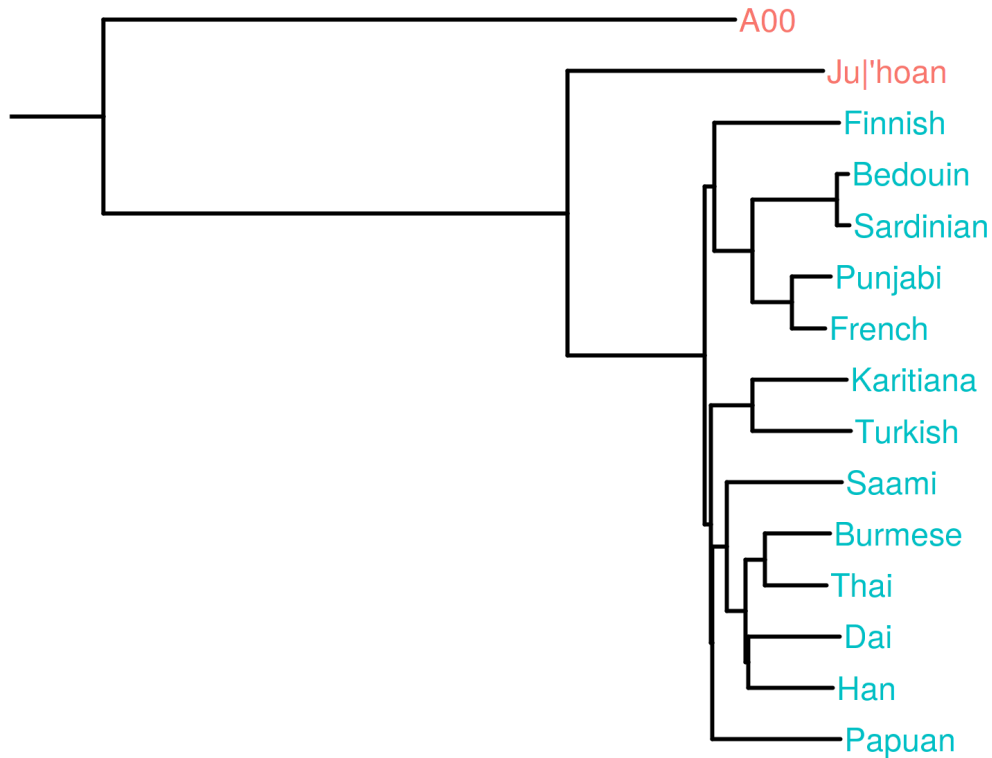 A00
Ju|'hoan
Finnish
Bedouin
Sardinian
Punjabi
French
Karitiana
Turkish
Saami
Burmese
Thai
Dai
Han
Papuan